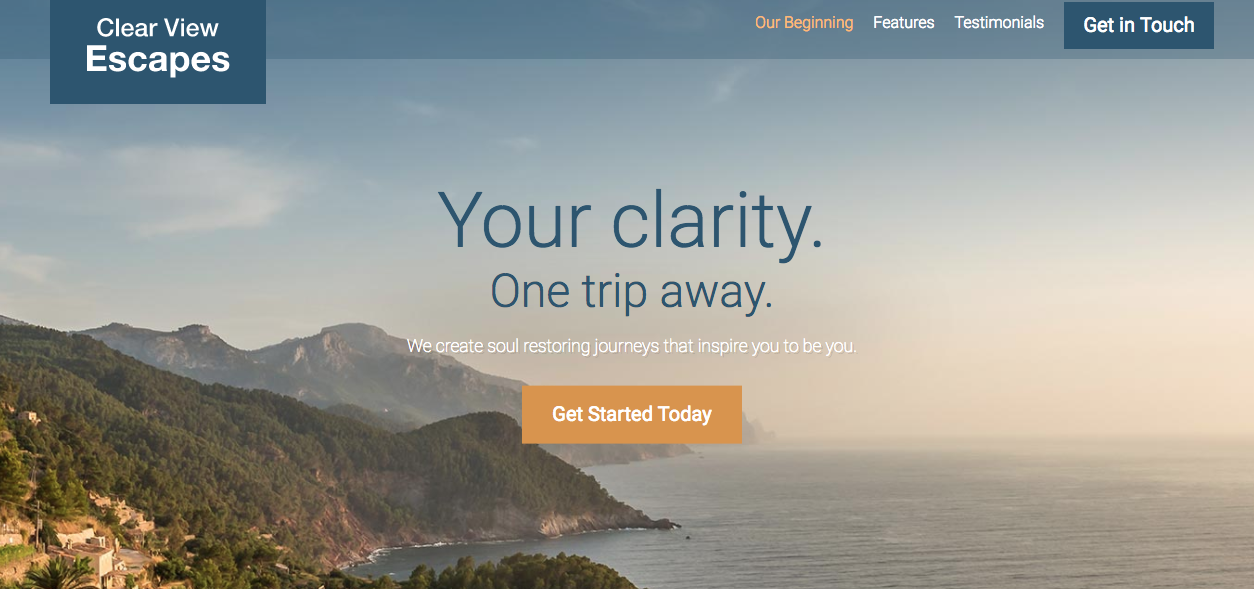 Clear View
Escapes
Our Beginning
Features
Testimonials
Get in Touch
Your clarity.
One trip away.
We create soul restoring journeys that inspire you to be you.
Get Started Today